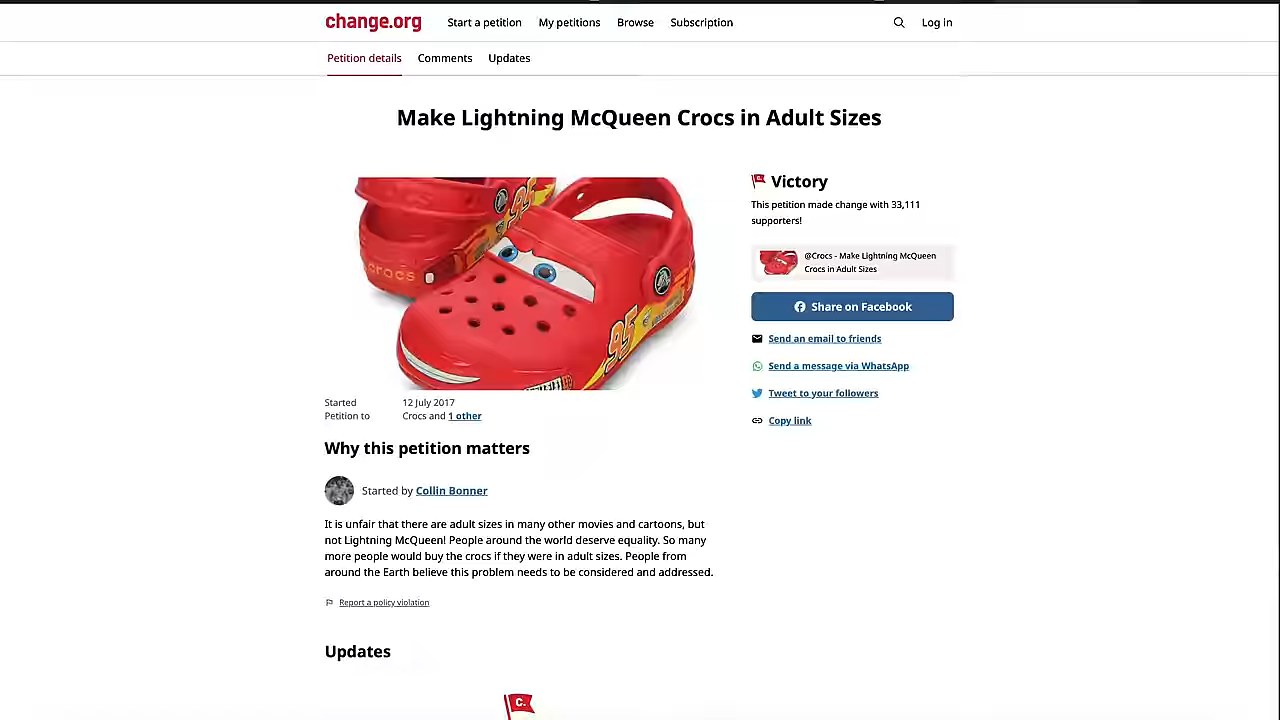 change.org
Start a petition
My petitions
Browse
Subscription
Log in
Petition details
Comments
Updates
Make Lightning McQueen Crocs in Adult Sizes
crocs
95
95
Victory
This petition made change with 33,111
supporters!
@Crocs - Make Lightning McQueen
Crocs in Adult Sizes
Share on Facebook
Send an email to friends
Send a message via WhatsApp
Tweet to your followers
Copy link
Started 12 July 2017
Petition to Crocs and 1 other
Why this petition matters
Started by Collin Bonner
It is unfair that there are adult sizes in many other movies and cartoons, but
not Lightning McQueen! People around the world deserve equality. So many
more people would buy the crocs if they were in adult sizes. People from
around the Earth believe this problem needs to be considered and addressed.
Report a policy violation
Updates
C.